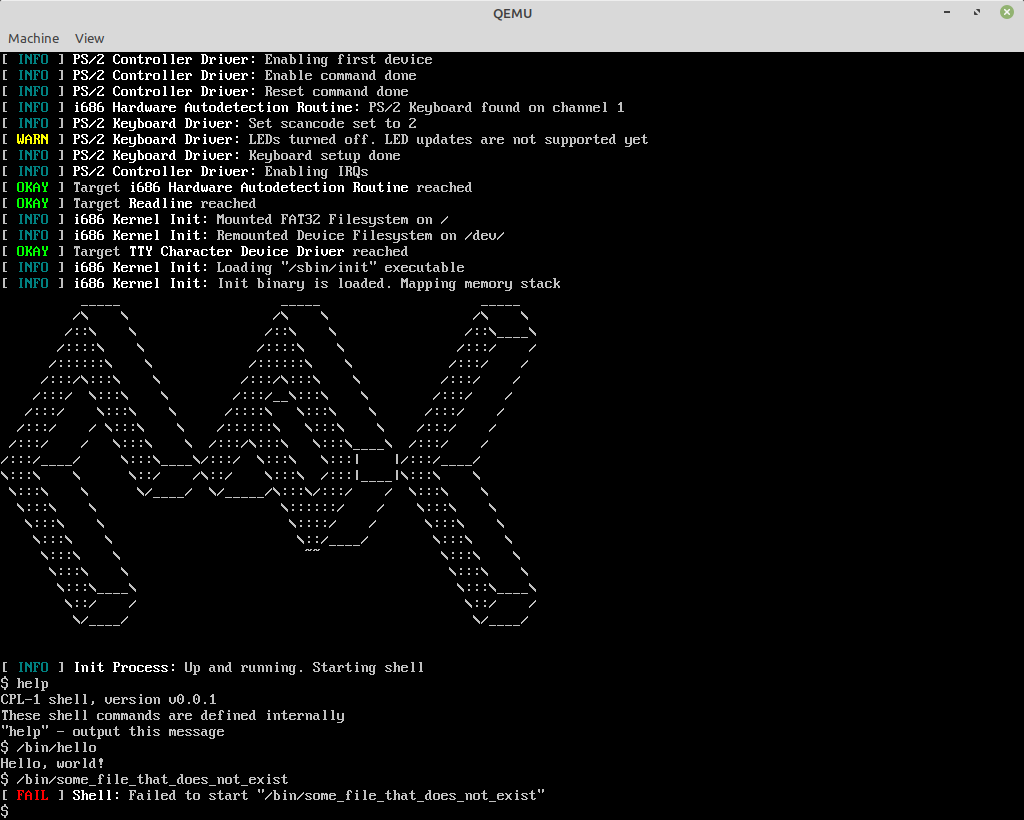 QEMU
Machine View
[ INFO ] PS/2 Controller Driver: Enabling first device
[ INFO ] PS/2 Controller Driver: Enable command done
[ INFO ] PS/2 Controller Driver: Reset command done
[ INFO ] i686 Hardware Autodetection Routine: PS/2 Keyboard found on channel 1
[ INFO ] PS/2 Keyboard Driver: Set scancode set to 2
[ WARN ] PS/2 Keyboard Driver: LEDs turned off. LED updates are not supported yet
[ INFO ] PS/2 Keyboard Driver: Keyboard setup done
[ INFO ] PS/2 Controller Driver: Enabling IRQs
[ OKAY ] Target i686 Hardware Autodetection Routine reached
[ OKAY ] Target Readline reached
[ INFO ] i686 Kernel Init: Mounted FAT32 Filesystem on /
[ INFO ] i686 Kernel Init: Remounted Device Filesystem on /dev/
[ OKAY ] Target TTY Character Device Driver reached
[ INFO ] i686 Kernel Init: Loading "/sbin/init" executable
[ INFO ] i686 Kernel Init: Init binary is loaded. Mapping memory stack
[ INFO ] Init Process: Up and running. Starting shell
$ help
CPL-1 shell, version v0.0.1
These shell commands are defined internally
"help" - output this message
$ /bin/hello
Hello, world!
$ /bin/some_file_that_does_not_exist
[ FAIL ] Shell: Failed to start "/bin/some_file_that_does_not_exist"
$